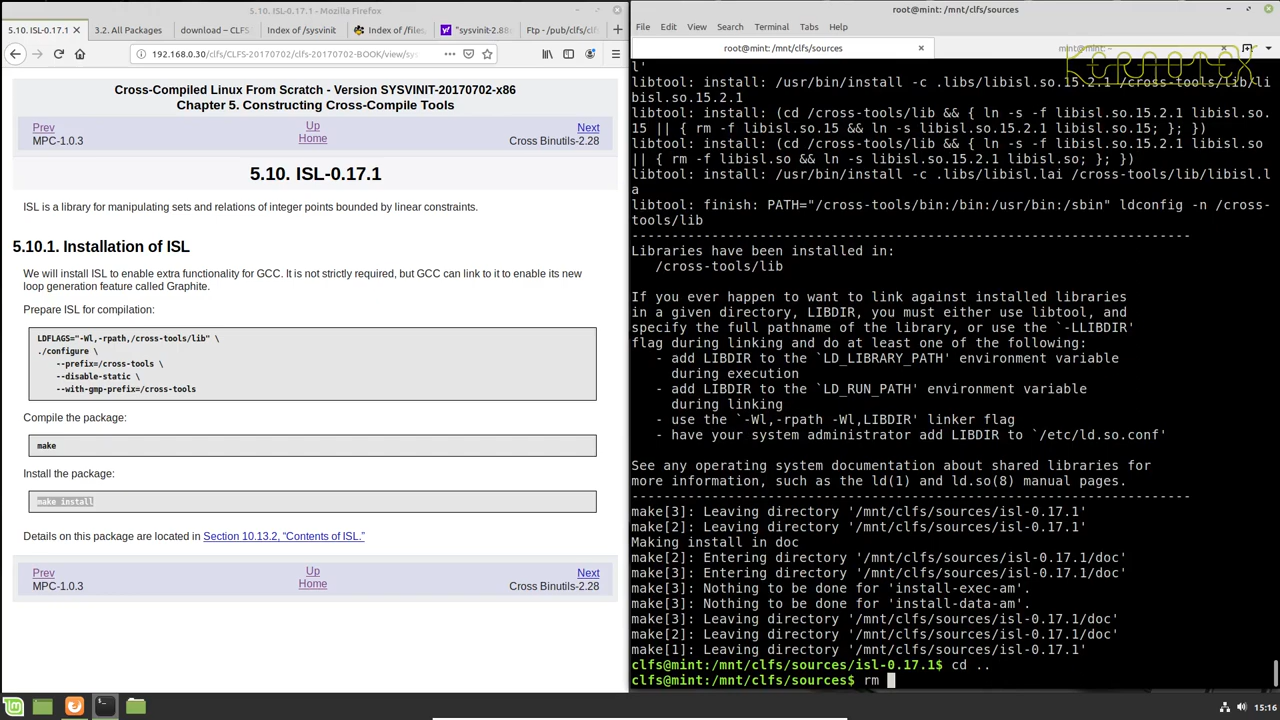 5.10. ISL-0.17.1 - Mozilla Firefox
5.10. ISL-0.17.1
3.2. All Packages
download – CLFS
Index of /sysvinit
Index of /files
"sysvinit-2.88
Ftp - /pub/clfs/clfs
192.168.0.30/clfs/CLFS-20170702/clfs-20170702-BOOK/view/sy
Cross-Compiled Linux From Scratch - Version SYSVINIT-20170702-x86
Chapter 5. Constructing Cross-Compile Tools
Prev
Up
Next
MPC-1.0.3
Home
Cross Binutils-2.28
5.10. ISL-0.17.1
ISL is a library for manipulating sets and relations of integer points bounded by linear constraints.
5.10.1. Installation of ISL
We will install ISL to enable extra functionality for GCC. It is not strictly required, but GCC can link to it to enable its new
loop generation feature called Graphite.
Prepare ISL for compilation:
LDFLAGS="-Wl,-rpath,/cross-tools/lib" \
./configure \
--prefix=/cross-tools \
--disable-static \
--with-gmp-prefix=/cross-tools
Compile the package:
make
Install the package:
make install
Details on this package are located in Section 10.13.2, “Contents of ISL.”
Prev
Up
Next
MPC-1.0.3
Home
Cross Binutils-2.28
root@mint: /mnt/clfs/sources
File Edit View Search Terminal Tabs Help
root@mint: /mnt/clfs/sources
root@mint: ~
KERNOTEX
l'
libtool: install: /usr/bin/install -c .libs/libisl.so.15.2.1 /cross-tools/lib/li
bisl.so.15.2.1
libtool: install: (cd /cross-tools/lib && { ln -s -f libisl.so.15.2.1 libisl.so.
15 || { rm -f libisl.so.15 && ln -s libisl.so.15.2.1 libisl.so.15; }; })
libtool: install: (cd /cross-tools/lib && { ln -s -f libisl.so.15.2.1 libisl.so
|| { rm -f libisl.so && ln -s libisl.so.15.2.1 libisl.so; }; })
libtool: install: /usr/bin/install -c .libs/libisl.lai /cross-tools/lib/libisl.l
a
libtool: finish: PATH="/cross-tools/bin:/bin:/usr/bin:/sbin" ldconfig -n /cross-
tools/lib
----------------------------------------------------------------------
Libraries have been installed in:
/cross-tools/lib
If you ever happen to want to link against installed libraries
in a given directory, LIBDIR, you must either use libtool, and
specify the full pathname of the library, or use the `-LLIBDIR'
flag during linking and do at least one of the following:
- add LIBDIR to the `LD_LIBRARY_PATH' environment variable
during execution
- add LIBDIR to the `LD_RUN_PATH' environment variable
during linking
- use the `-Wl,-rpath -Wl,LIBDIR' linker flag
- have your system administrator add LIBDIR to `/etc/ld.so.conf'
See any operating system documentation about shared libraries for
more information, such as the ld(1) and ld.so(8) manual pages.
----------------------------------------------------------------------
make[3]: Leaving directory '/mnt/clfs/sources/isl-0.17.1'
make[2]: Leaving directory '/mnt/clfs/sources/isl-0.17.1'
Making install in doc
make[2]: Entering directory '/mnt/clfs/sources/isl-0.17.1/doc'
make[3]: Entering directory '/mnt/clfs/sources/isl-0.17.1/doc'
make[3]: Nothing to be done for 'install-exec-am'.
make[3]: Nothing to be done for 'install-data-am'.
make[3]: Leaving directory '/mnt/clfs/sources/isl-0.17.1/doc'
make[2]: Leaving directory '/mnt/clfs/sources/isl-0.17.1/doc'
make[1]: Leaving directory '/mnt/clfs/sources/isl-0.17.1'
clfs@mint:/mnt/clfs/sources/isl-0.17.1$ cd ..
clfs@mint:/mnt/clfs/sources$ rm
15:16